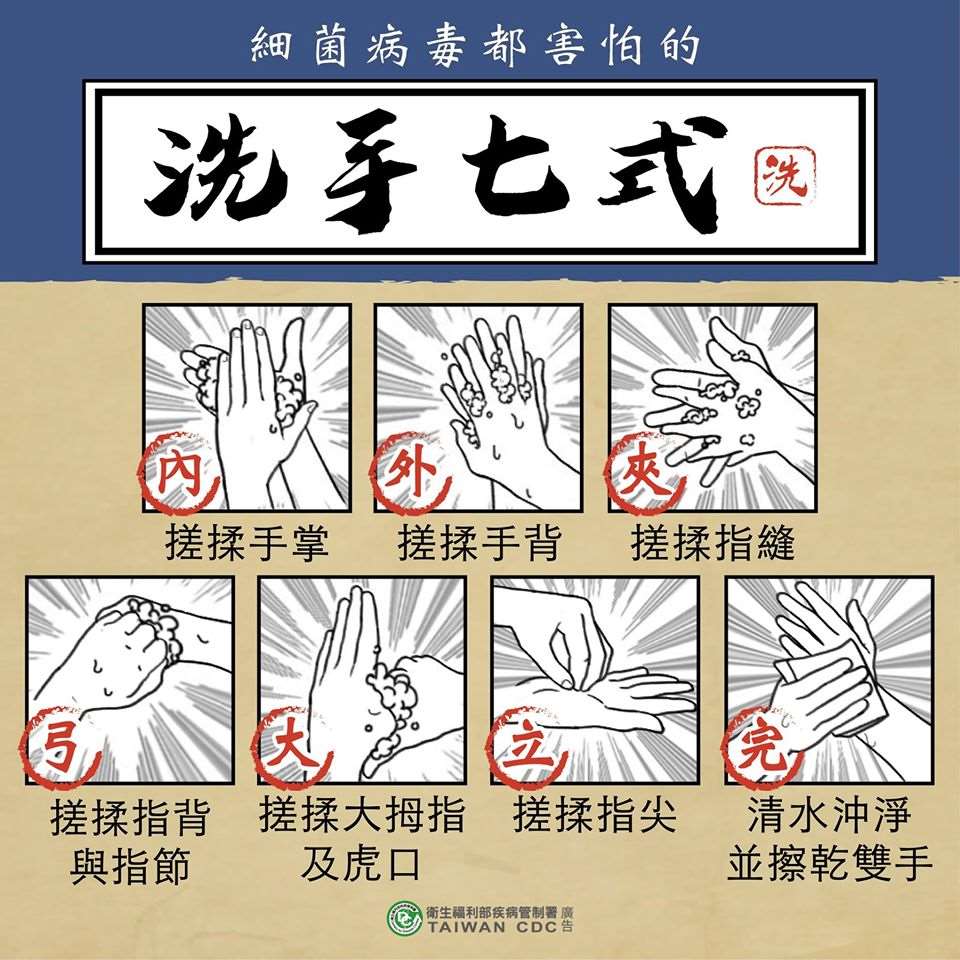 細菌病毒都害怕的
洗手七式 洗
內
外
夾
搓揉手掌
搓揉手背
搓揉指縫
弓
大
立
完
搓揉指背
與指節
搓揉大拇指
及虎口
搓揉指尖
清水沖淨
並擦乾雙手
衛生福利部疾病管制署 廣告
TAIWAN CDC